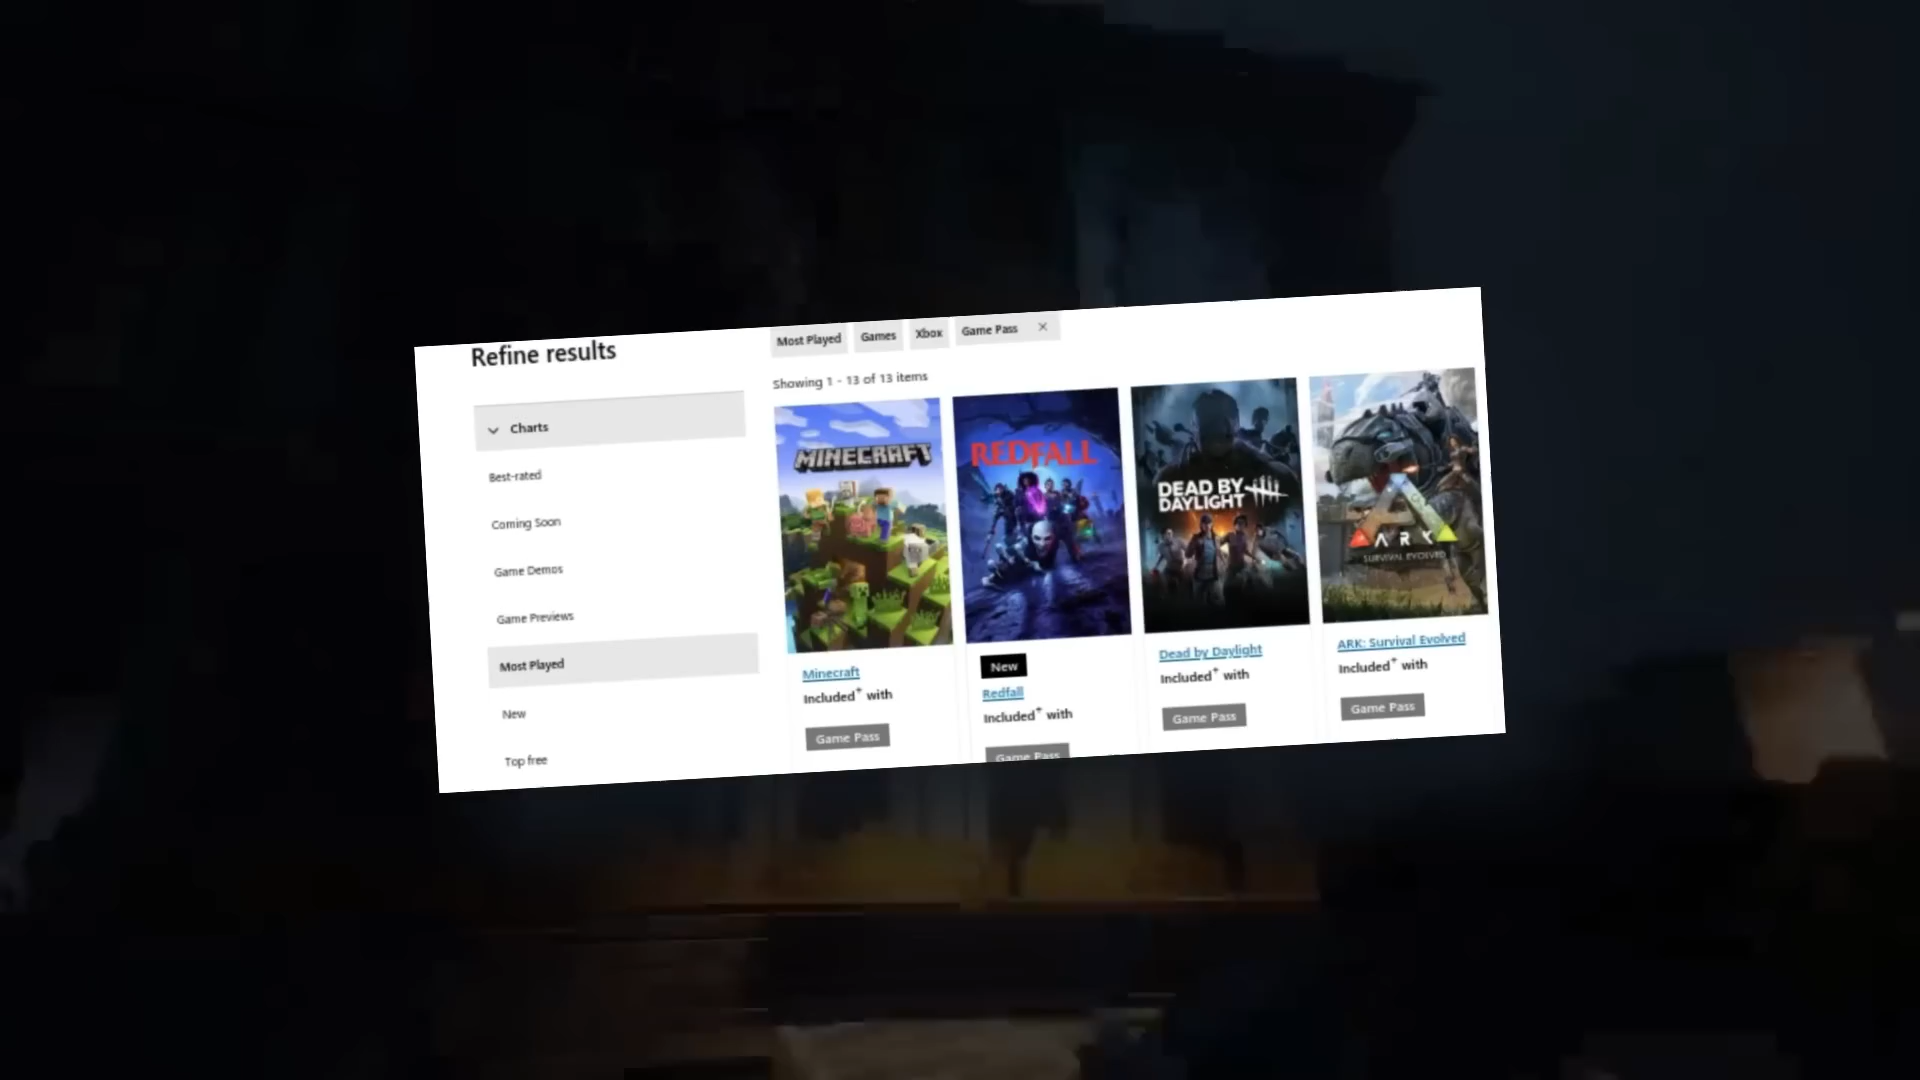 Refine results
Charts
Best-rated
Coming Soon
Game Demos
Game Previews
Most Played
New
Top free
Most Played Games Xbox Game Pass ×
Showing 1 - 13 of 13 items
MINECRAFT
Minecraft
Included+ with
Game Pass
REDFALL
New
Redfall
Included+ with
Game Pass
DEAD BY
DAYLIGHT
Dead by Daylight
Included+ with
Game Pass
ARK
SURVIVAL EVOLVED
ARK: Survival Evolved
Included+ with
Game Pass